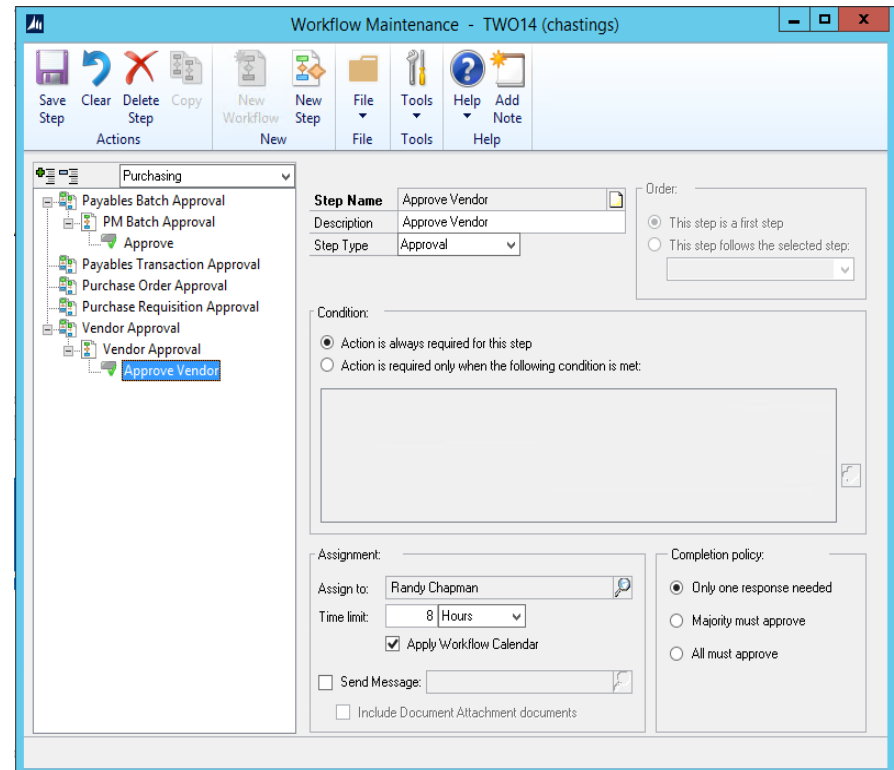 Workflow Maintenance - TWO14 (chastings)
Save Step
Clear
Delete Step
Copy
New Workflow
New Step
File
Tools
Help
Add Note
Actions
New
File
Tools
Help
Purchasing
Payables Batch Approval
PM Batch Approval
Approve
Payables Transaction Approval
Purchase Order Approval
Purchase Requisition Approval
Vendor Approval
Vendor Approval
Approve Vendor
Step Name Approve Vendor
Description Approve Vendor
Step Type Approval
Order:
This step is a first step
This step follows the selected step:
Condition:
Action is always required for this step
Action is required only when the following condition is met:
Assignment:
Assign to: Randy Chapman
Time limit: 8 Hours
Apply Workflow Calendar
Send Message:
Include Document Attachment documents
Completion policy:
Only one response needed
Majority must approve
All must approve